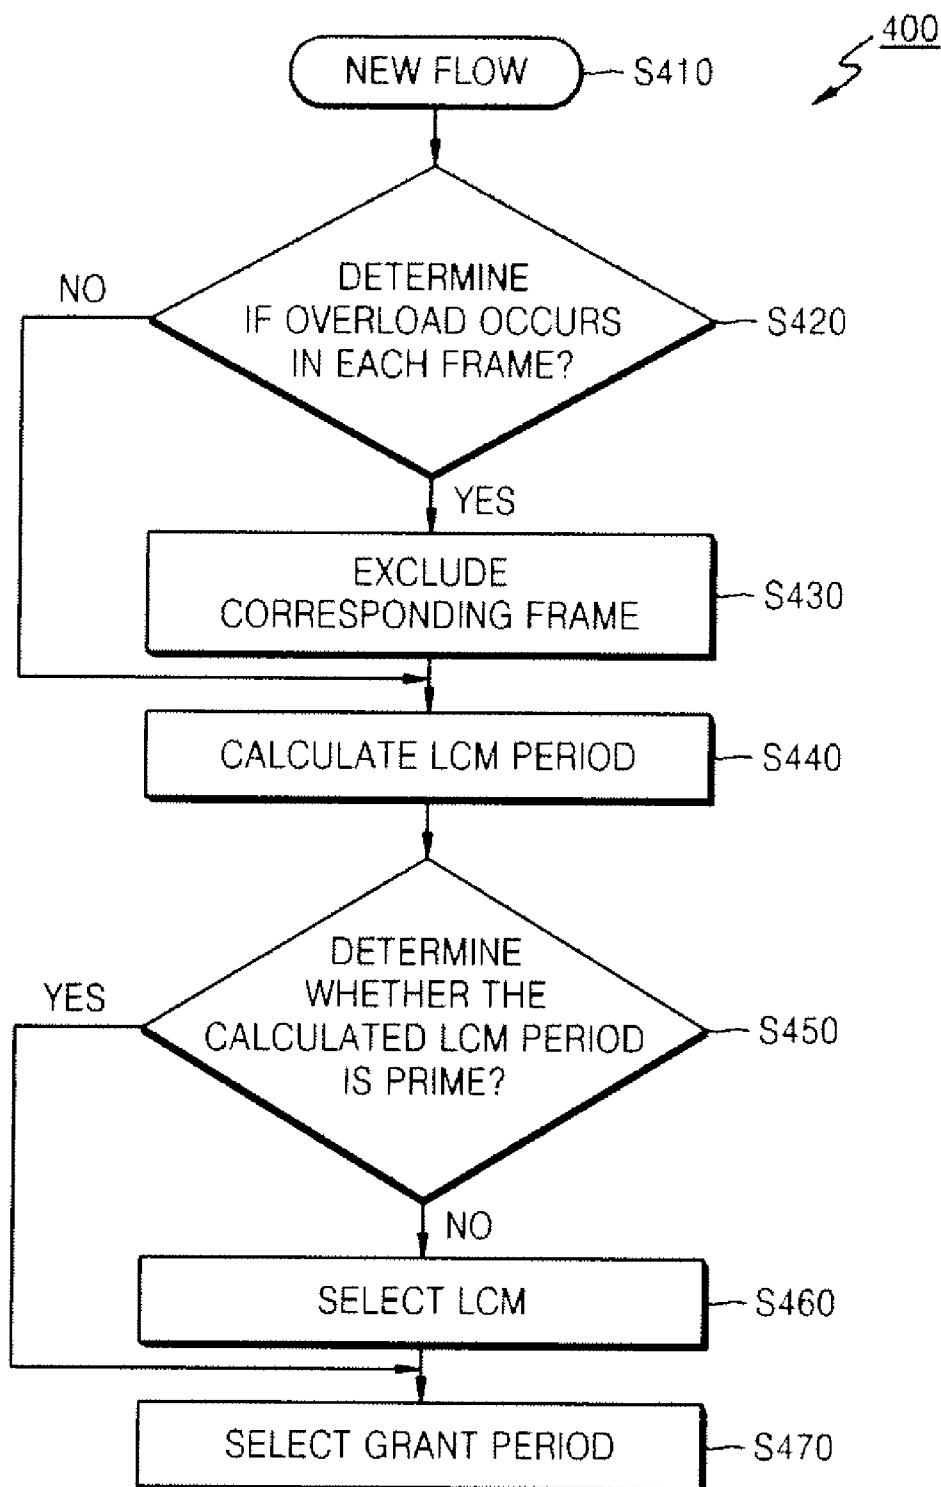 400
NEW FLOW
S410
DETERMINE
IF OVERLOAD OCCURS
IN EACH FRAME?
S420
NO
YES
EXCLUDE
CORRESPONDING FRAME
S430
CALCULATE LCM PERIOD
S440
DETERMINE
WHETHER THE
CALCULATED LCM PERIOD
IS PRIME?
S450
YES
NO
SELECT LCM
S460
SELECT GRANT PERIOD
S470